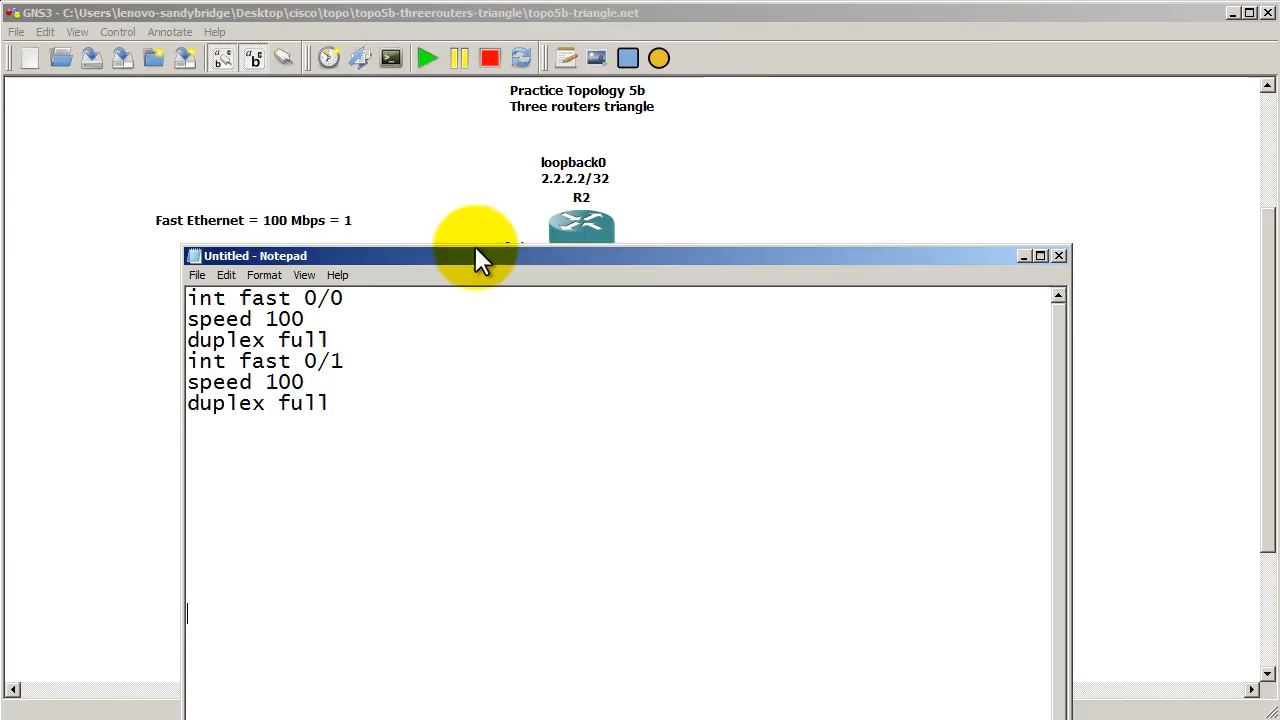 GNS3 - C:\Users\lenovo-sandybridge\Desktop\cisco\topo\topo5b-threerouters-triangle\topo5b-triangle.net
File Edit View Control Annotate Help
Practice Topology 5b
Three routers triangle
loopback0
2.2.2.2/32
R2
Fast Ethernet = 100 Mbps = 1
Untitled - Notepad
File Edit Format View Help
int fast 0/0
speed 100
duplex full
int fast 0/1
speed 100
duplex full